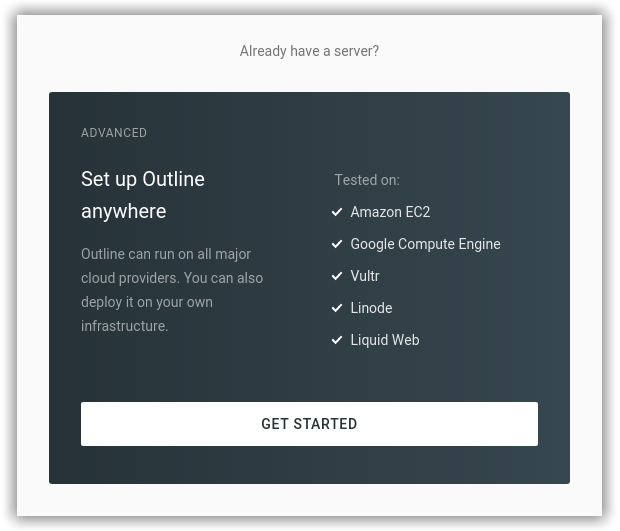 Already have a server?
ADVANCED
Set up Outline
anywhere
Outline can run on all major
cloud providers. You can also
deploy it on your own
infrastructure.
Tested on:
Amazon EC2
Google Compute Engine
Vultr
Linode
Liquid Web
GET STARTED